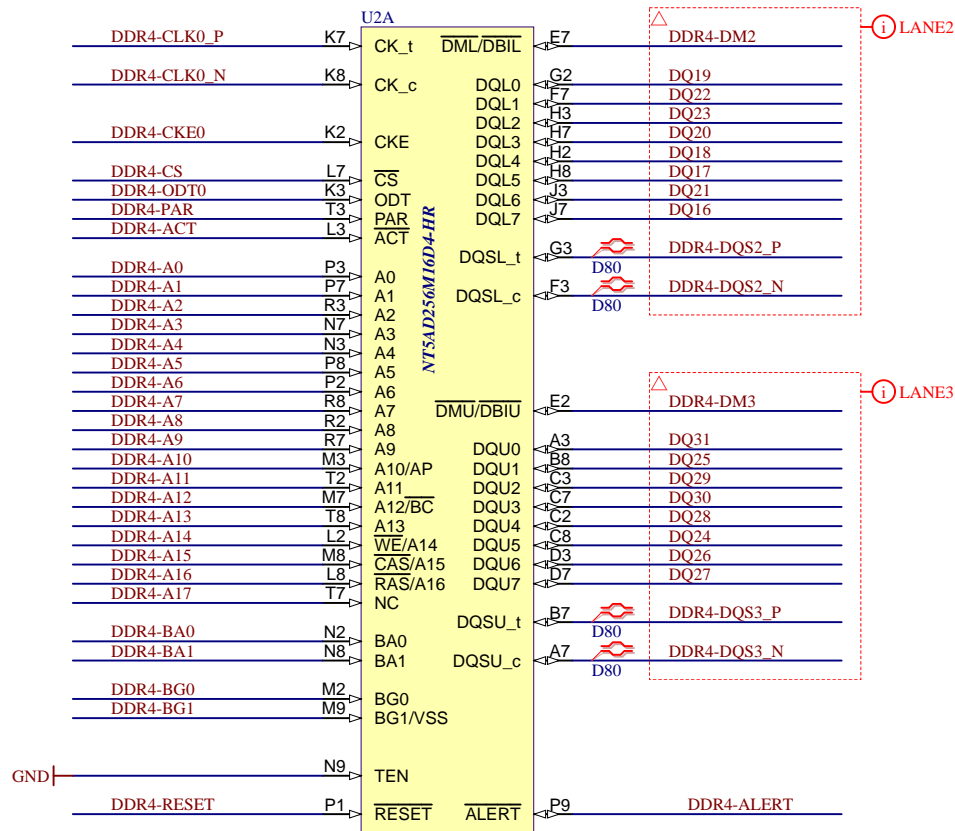 U2A
DDR4-CLK0_P K7 CK_t DML/DBIL E7 DDR4-DM2 LANE2
DDR4-CLK0_N K8 CK_c DQL0 G2 DQ19
DQL1 F7 DQ22
DQL2 H3 DQ23
DDR4-CKE0 K2 CKE DQL3 H7 DQ20
DQL4 H2 DQ18
DDR4-CS L7 CS DQL5 H8 DQ17
DDR4-ODT0 K3 ODT DQL6 J3 DQ21
DDR4-PAR T3 PAR DQL7 J7 DQ16
DDR4-ACT L3 ACT
NT5AD256M16D4-HR
DQSL_t G3 D80 DDR4-DQS2_P
DDR4-A0 P3 A0
DDR4-A1 P7 A1 DQSL_c F3 D80 DDR4-DQS2_N
DDR4-A2 R3 A2
DDR4-A3 N7 A3
DDR4-A4 N3 A4
DDR4-A5 P8 A5
DDR4-A6 P2 A6
DDR4-A7 R8 A7 DMU/DBIU E2 DDR4-DM3 LANE3
DDR4-A8 R2 A8
DDR4-A9 R7 A9 DQU0 A3 DQ31
DDR4-A10 M3 A10/AP DQU1 B8 DQ25
DDR4-A11 T2 A11 DQU2 C3 DQ29
DDR4-A12 M7 A12/BC DQU3 C7 DQ30
DDR4-A13 T8 A13 DQU4 C2 DQ28
DDR4-A14 L2 WE/A14 DQU5 C8 DQ24
DDR4-A15 M8 CAS/A15 DQU6 D3 DQ26
DDR4-A16 L8 RAS/A16 DQU7 D7 DQ27
DDR4-A17 T7 NC
DQSU_t B7 D80 DDR4-DQS3_P
DDR4-BA0 N2 BA0
DDR4-BA1 N8 BA1 DQSU_c A7 D80 DDR4-DQS3_N
DDR4-BG0 M2 BG0
DDR4-BG1 M9 BG1/VSS
GND N9 TEN
DDR4-RESET P1 RESET ALERT P9 DDR4-ALERT